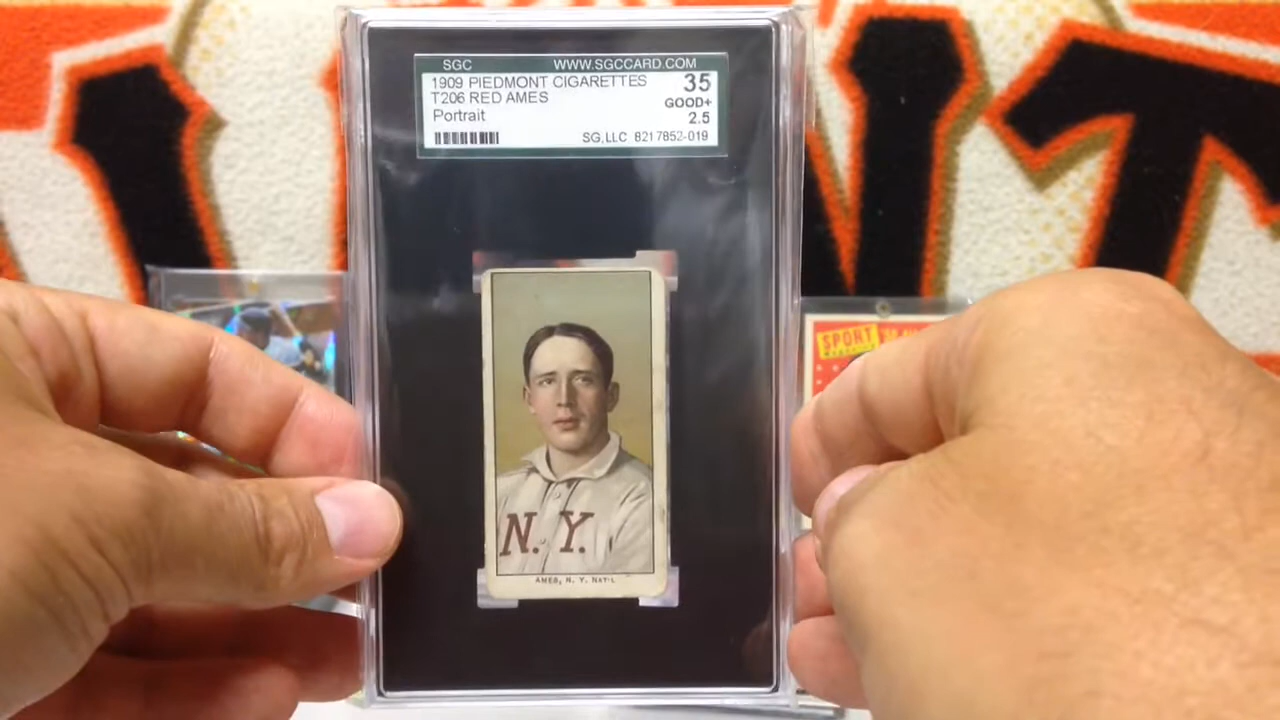 SGC WWW.SGCCARD.COM
1909 PIEDMONT CIGARETTES 35
T206 RED AMES GOOD+
Portrait 2.5
SG,LLC 8217852-019
N. Y.
AMES, N. Y. NAT'L
SPORT